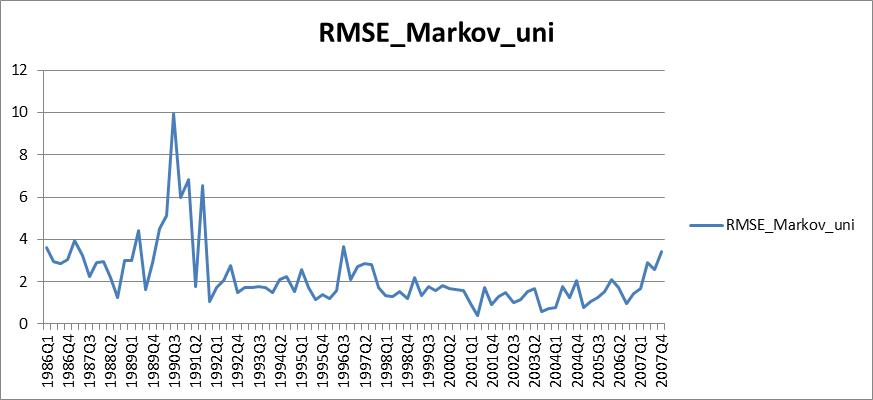 RMSE_Markov_uni
12
10
8
6
4
2
0
1986Q1
1986Q4
1987Q3
1988Q2
1989Q1
1989Q4
1990Q3
1991Q2
1992Q1
1992Q4
1993Q3
1994Q2
1995Q1
1995Q4
1996Q3
1997Q2
1998Q1
1998Q4
1999Q3
2000Q2
2001Q1
2001Q4
2002Q3
2003Q2
2004Q1
2004Q4
2005Q3
2006Q2
2007Q1
2007Q4
RMSE_Markov_uni